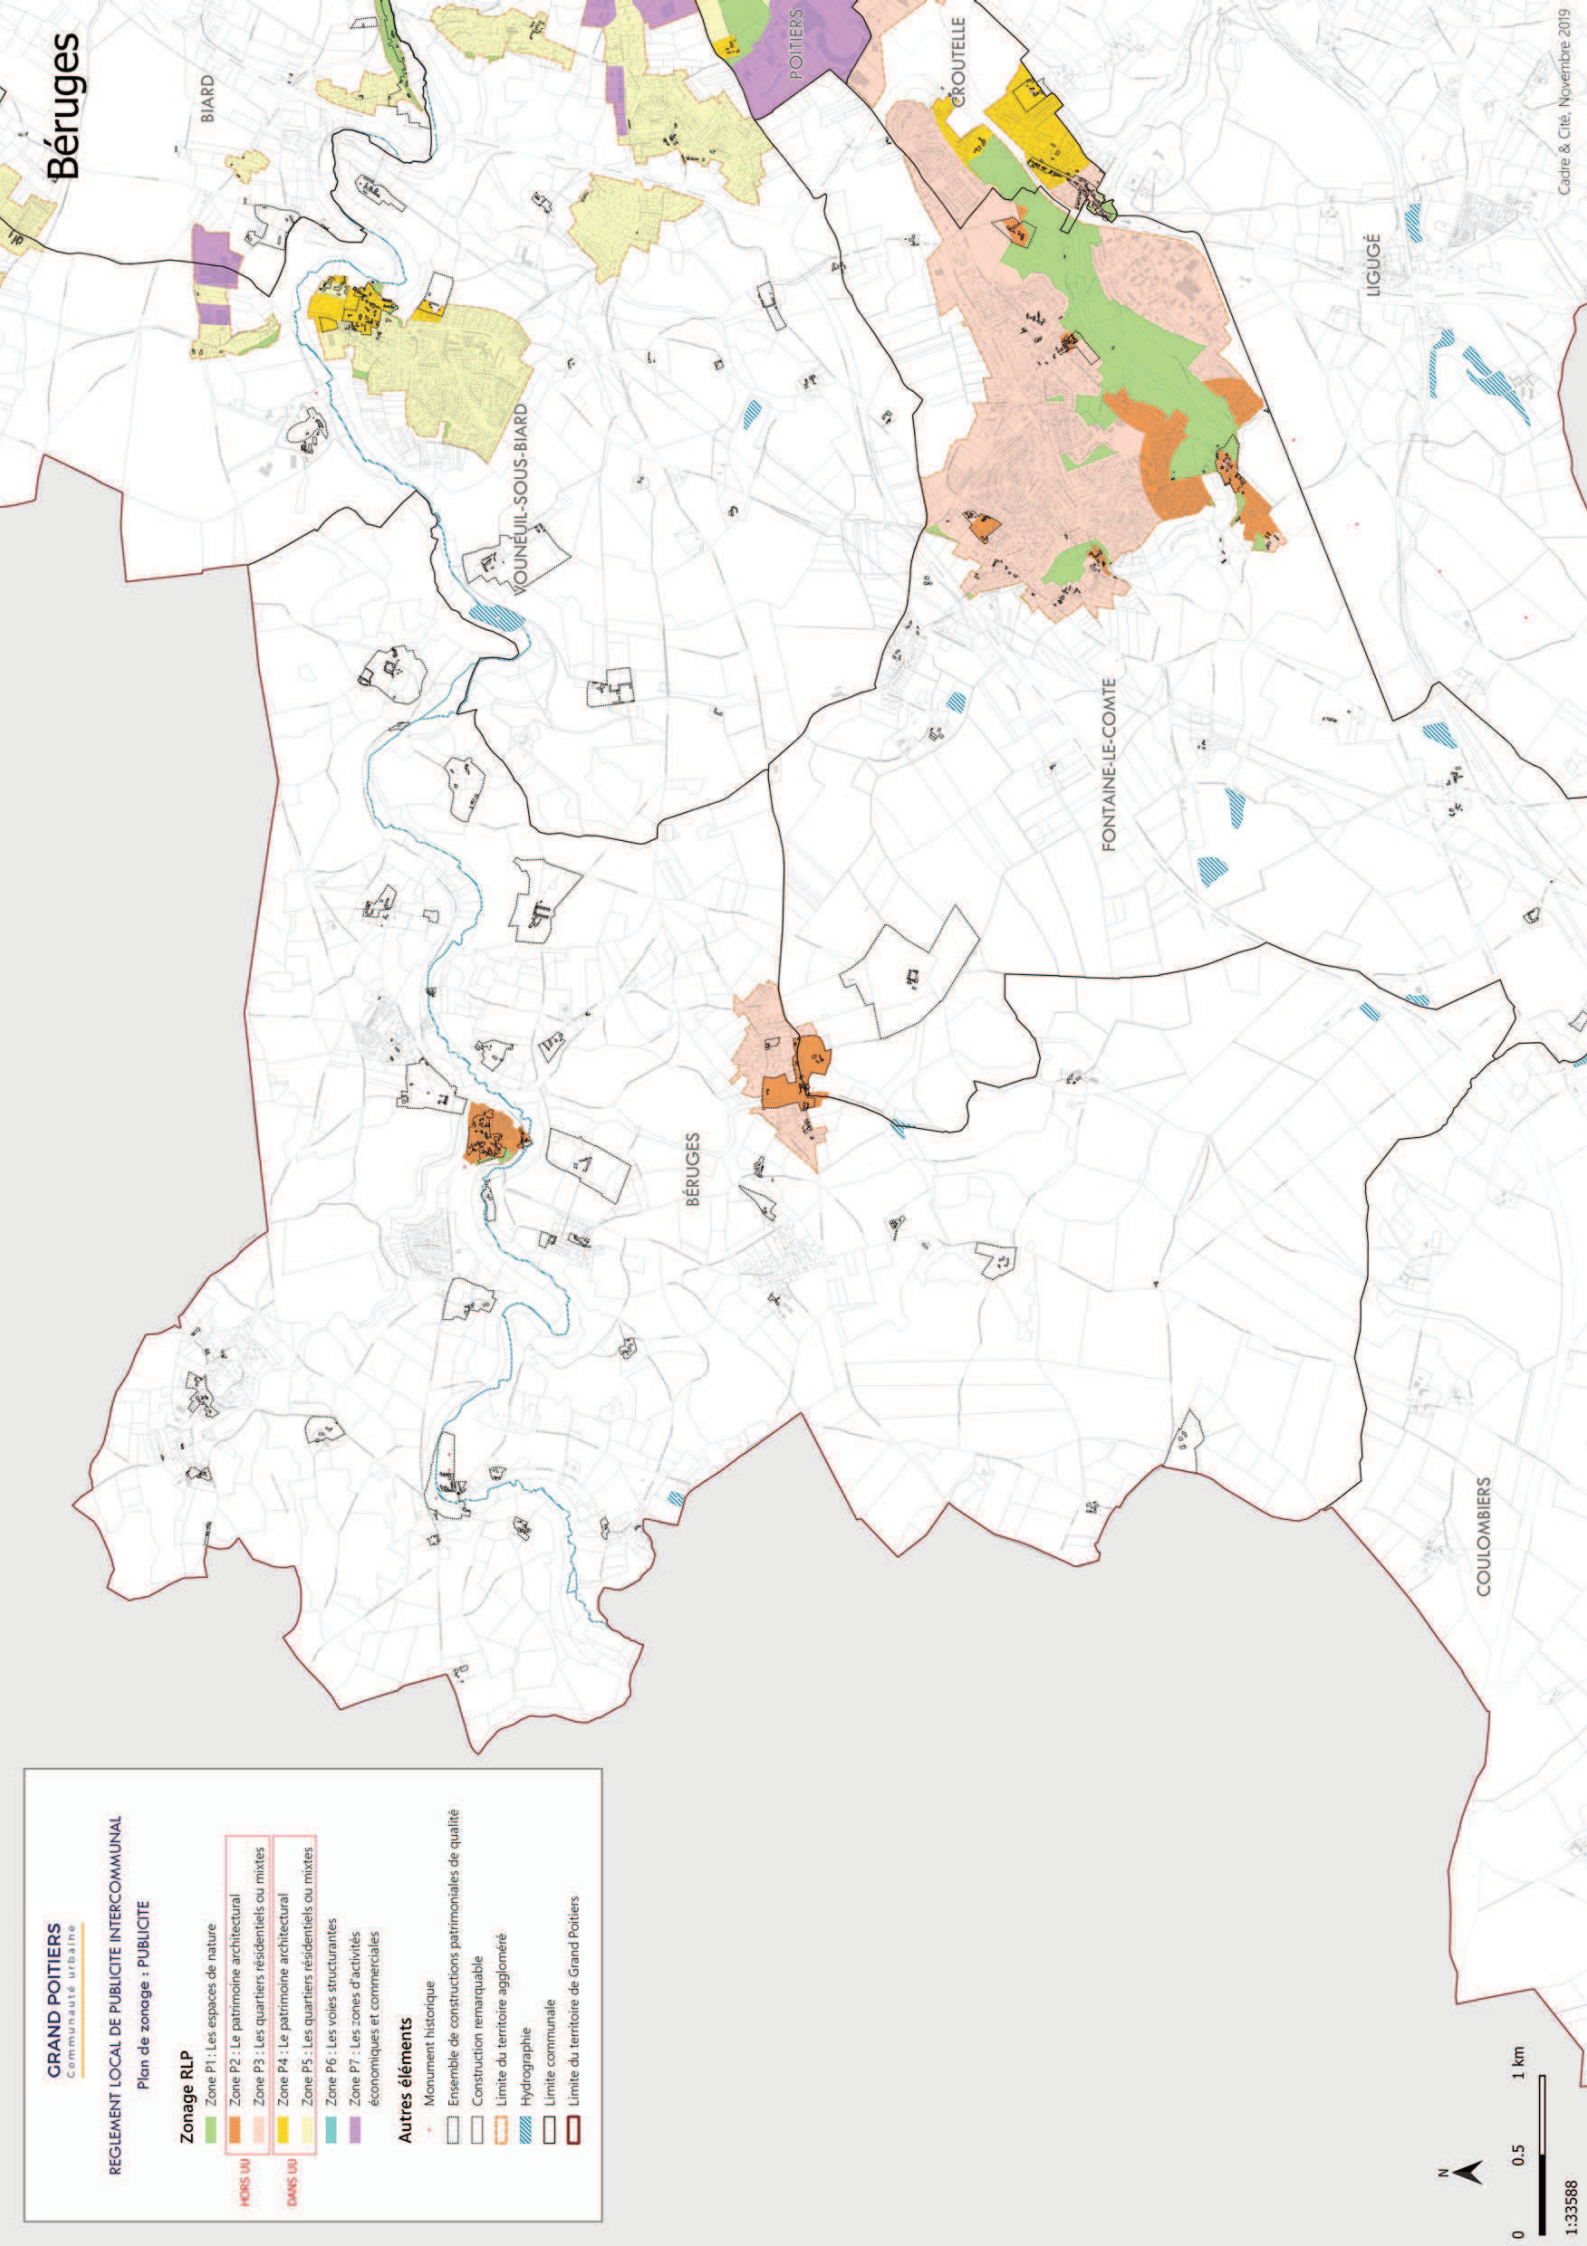 Béruges
GRAND POITIERS
Communauté urbaine
REGLEMENT LOCAL DE PUBLICITE INTERCOMMUNAL
Plan de zonage : PUBLICITE
Zonage RLP
Zone P1 : Les espaces de nature
HORS UU
Zone P2 : Le patrimoine architectural
Zone P3 : Les quartiers résidentiels ou mixtes
DANS UU
Zone P4 : Le patrimoine architectural
Zone P5 : Les quartiers résidentiels ou mixtes
Zone P6 : Les voies structurantes
Zone P7 : Les zones d'activités
économiques et commerciales
Autres éléments
Monument historique
Ensemble de constructions patrimoniales de qualité
Construction remarquable
Limite du territoire aggloméré
Hydrographie
Limite communale
Limite du territoire de Grand Poitiers
BIARD
VOUNEUIL-SOUS-BIARD
BÉRUGES
POITIERS
CROUTELLE
FONTAINE-LE-COMTE
LIGUGÉ
COULOMBIERS
N
0 0.5 1 km
1:33588
Cadre & Cité, Novembre 2019